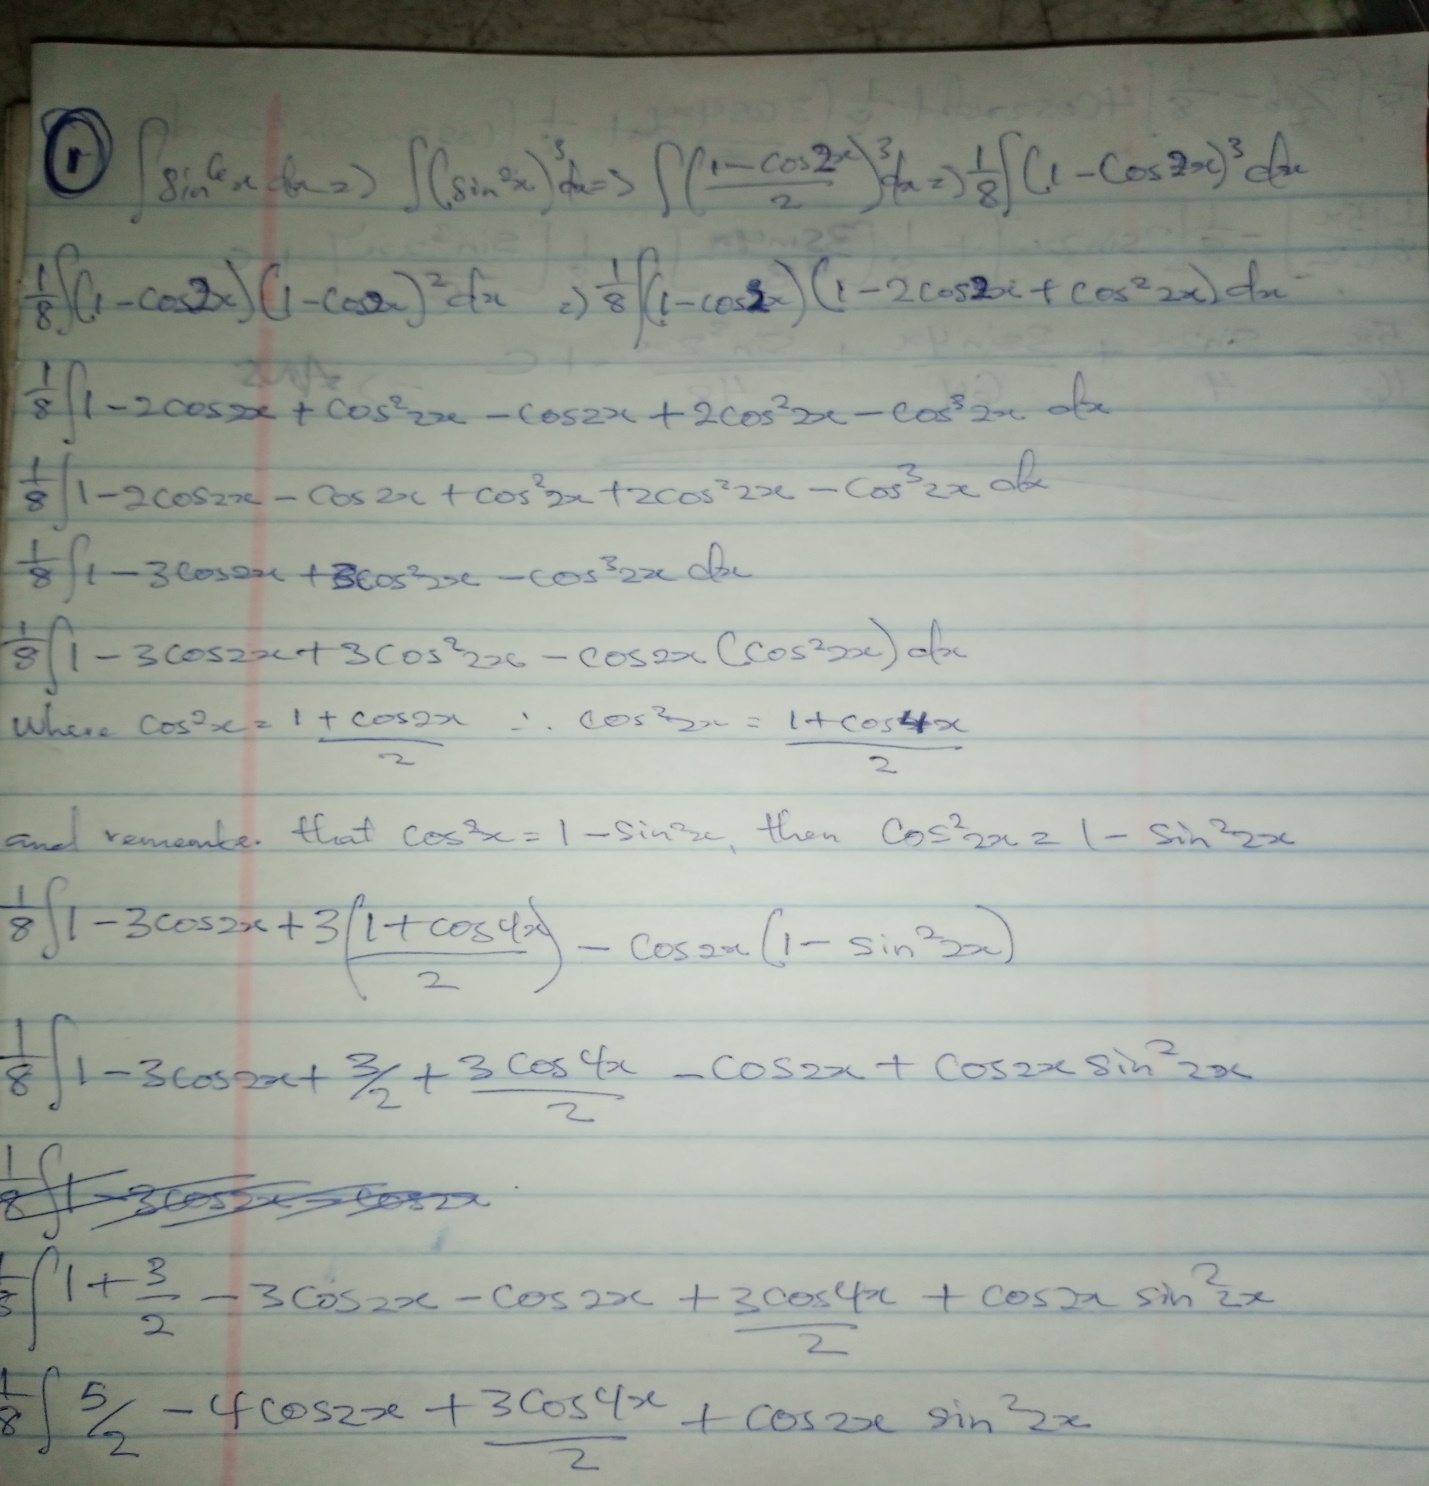 ① ∫sin⁶x dx => ∫(sin²x)³dx => ∫((1-cos2x)/2)³dx => 1/8∫(1-cos2x)³dx
1/8∫(1-cos2x)(1-cos2x)²dx => 1/8∫(1-cos2x)(1-2cos2x+cos²2x)dx
1/8∫1-2cos2x+cos²2x-cos2x+2cos²2x-cos³2x dx
1/8∫1-2cos2x-cos2x+cos²2x+2cos²2x-cos³2x dx
1/8∫1-3cos2x+3cos²2x-cos³2x dx
1/8∫1-3cos2x+3cos²2x-cos2x(cos²2x)dx
Where cos²x = (1+cos2x)/2 ∴ cos²2x = (1+cos4x)/2
and remember that cos²x = 1-sin²x, then cos²2x = 1-sin²2x
1/8∫1-3cos2x+3((1+cos4x)/2)-cos2x(1-sin²2x)
1/8∫1-3cos2x+3/2+3cos4x/2-cos2x+cos2x sin²2x
1/8∫1-3cos2x-cos2x
1/8∫1+3/2-3cos2x-cos2x+3cos4x/2+cos2x sin²2x
1/8∫5/2-4cos2x+3cos4x/2+cos2x sin²2x